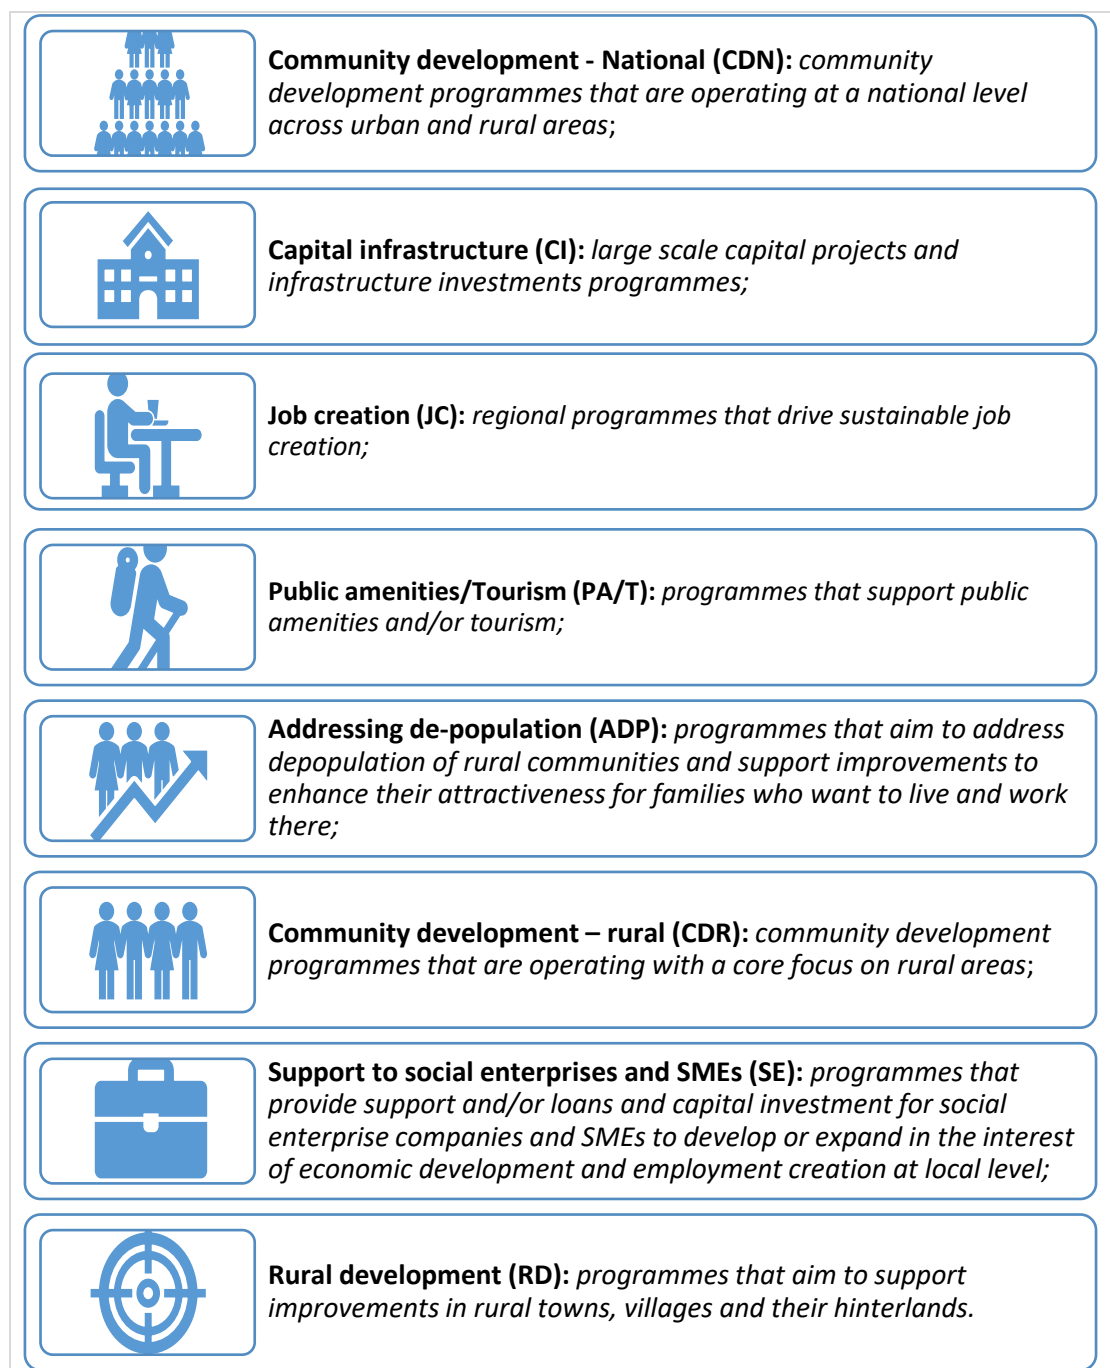 Community development - National (CDN): community
development programmes that are operating at a national level
across urban and rural areas;
Capital infrastructure (CI): large scale capital projects and
infrastructure investments programmes;
Job creation (JC): regional programmes that drive sustainable job
creation;
Public amenities/Tourism (PA/T): programmes that support public
amenities and/or tourism;
Addressing de-population (ADP): programmes that aim to address
depopulation of rural communities and support improvements to
enhance their attractiveness for families who want to live and work
there;
Community development – rural (CDR): community development
programmes that are operating with a core focus on rural areas;
Support to social enterprises and SMEs (SE): programmes that
provide support and/or loans and capital investment for social
enterprise companies and SMEs to develop or expand in the interest
of economic development and employment creation at local level;
Rural development (RD): programmes that aim to support
improvements in rural towns, villages and their hinterlands.